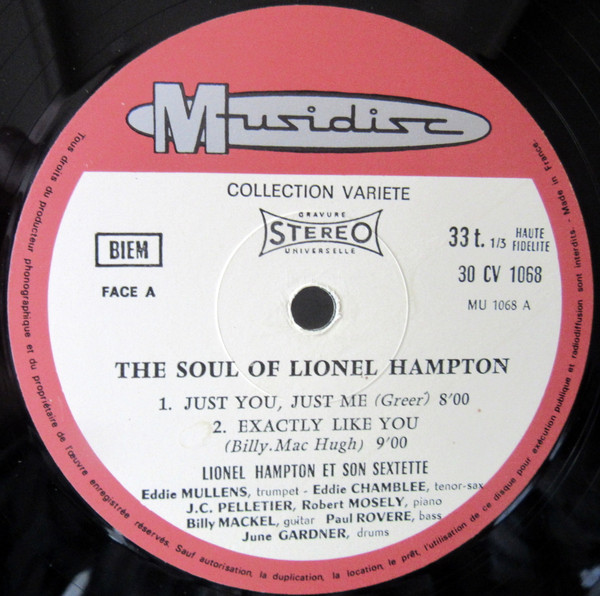 Musidisc
COLLECTION VARIETE
GRAVURE
STEREO
UNIVERSELLE
BIEM
FACE A
33 t. 1/3 HAUTE FIDELITE
30 CV 1068
MU 1068 A
THE SOUL OF LIONEL HAMPTON
1. JUST YOU, JUST ME (Greer) 8'00
2. EXACTLY LIKE YOU
(Billy.Mac Hugh) 9'00
LIONEL HAMPTON ET SON SEXTETTE
Eddie MULLENS, trumpet - Eddie CHAMBLEE, tenor-sax
J.C. PELLETIER, Robert MOSELY, piano
Billy MACKEL, guitar Paul ROVERE, bass
June GARDNER, drums
Tous droits du producteur phonographique et du propriétaire de l'œuvre enregistrée réservés. Sauf autorisation, la duplication, la location, le prêt, l'utilisation de ce disque pour exécution publique et radiodiffusion sont interdits - Made in France.